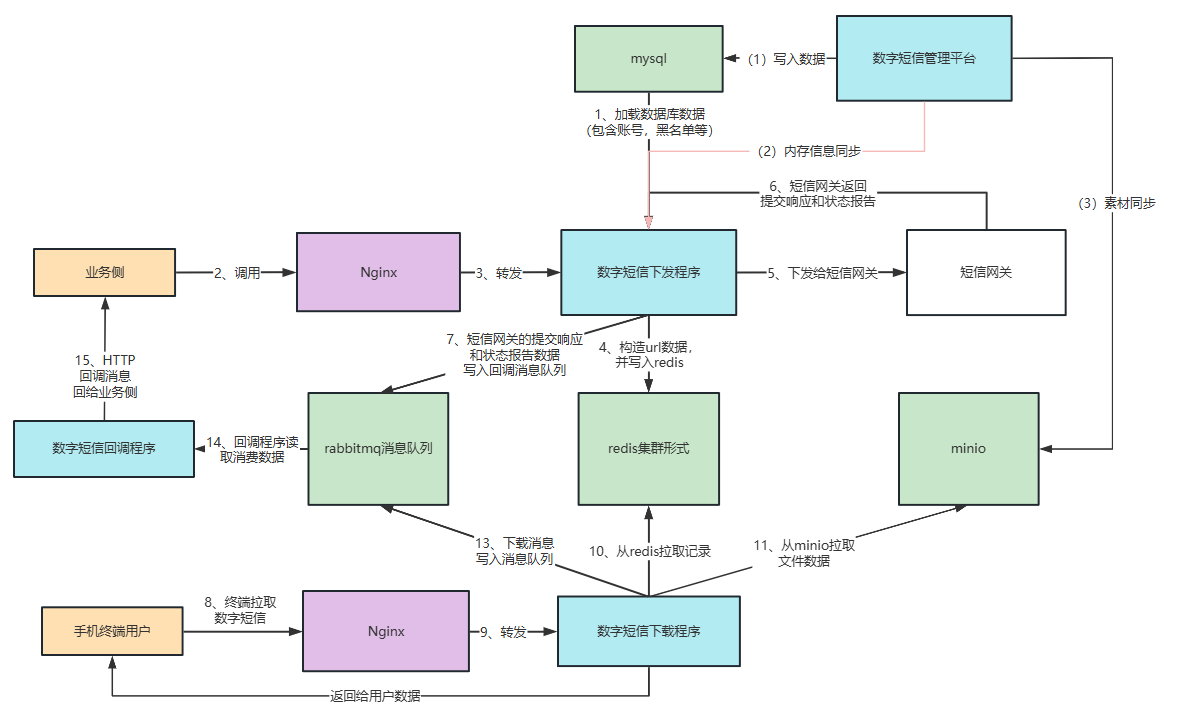 mysql
（1）写入数据
数字短信管理平台
1、加载数据库数据
（包含账号，黑名单等）
（2）内存信息同步
6、短信网关返回
提交响应和状态报告
（3）素材同步
业务侧
2、调用
Nginx
3、转发
数字短信下发程序
5、下发给短信网关
短信网关
7、短信网关的提交响应
和状态报告数据
写入回调消息队列
4、构造url数据，
并写入redis
15、HTTP
回调消息
回给业务侧
数字短信回调程序
14、回调程序读
取消费数据
rabbitmq消息队列
redis集群形式
minio
13、下载消息
写入消息队列
10、从redis拉取记录
11、从minio拉取
文件数据
手机终端用户
8、终端拉取
数字短信
Nginx
9、转发
数字短信下载程序
返回给用户数据